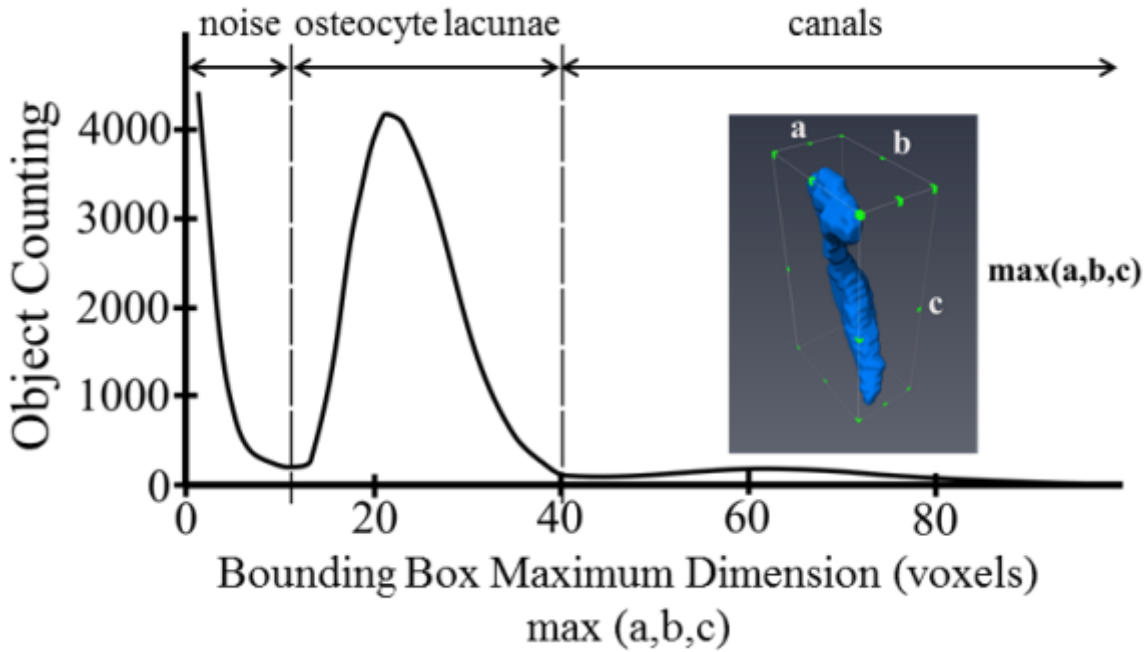 noise osteocyte lacunae canals
Object Counting
4000
3000
2000
1000
0
a
b
c
max(a,b,c)
0 20 40 60 80
Bounding Box Maximum Dimension (voxels)
max (a,b,c)